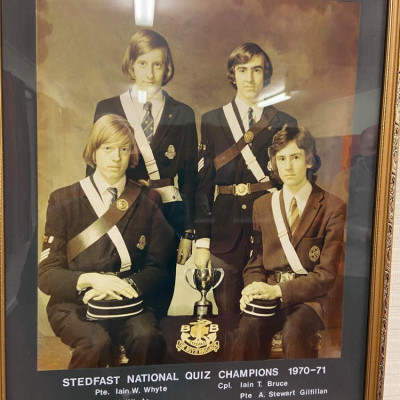 B B
STEDFAST NATIONAL QUIZ CHAMPIONS 1970-71
Pte. Iain W. Whyte Cpl. Iain T. Bruce
Pte A. Stewart Gilfillan